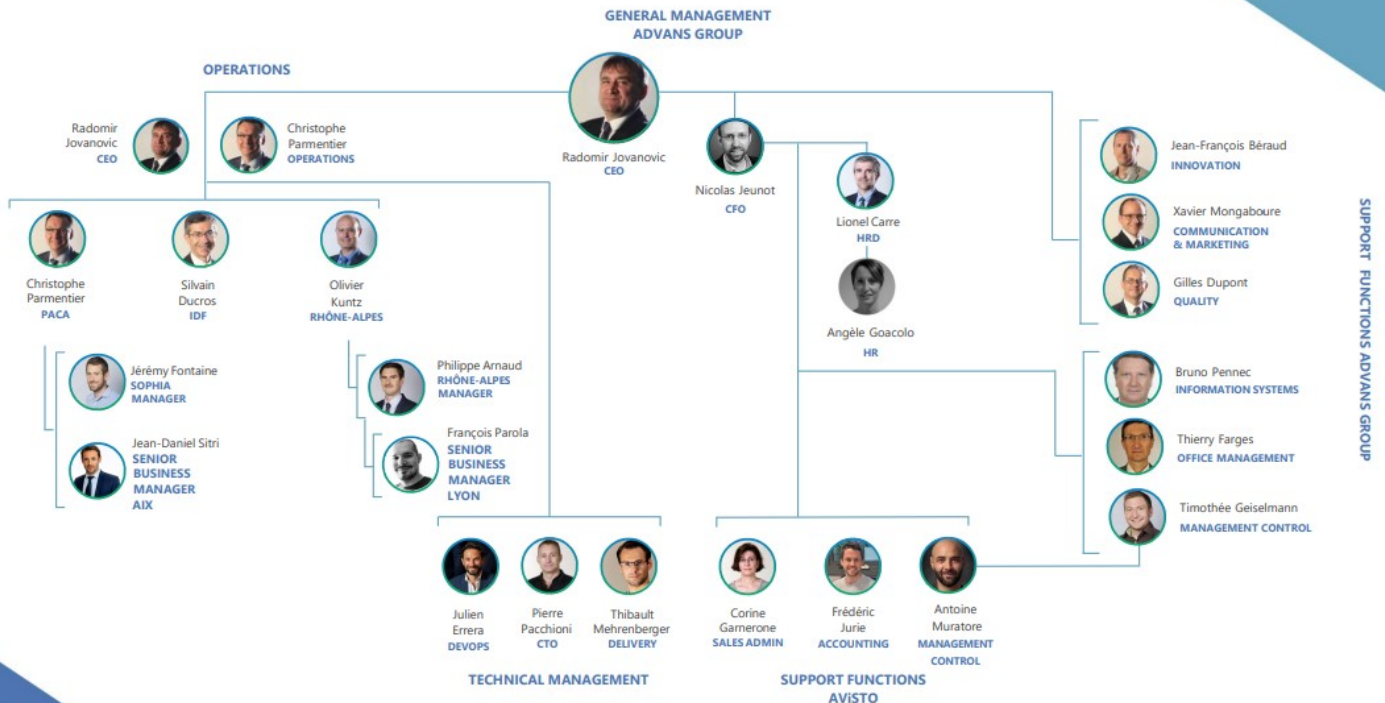 GENERAL MANAGEMENT
ADVANS GROUP
OPERATIONS
Radomir
Jovanovic
CEO
Christophe
Parmentier
OPERATIONS
Radomir Jovanovic
CEO
Nicolas Jeunot
CFO
Lionel Carre
HRD
Angèle Goacolo
HR
Jean-François Béraud
INNOVATION
Xavier Mongaboure
COMMUNICATION
& MARKETING
Gilles Dupont
QUALITY
SUPPORT FUNCTIONS ADVANS GROUP
Christophe
Parmentier
PACA
Silvain
Ducros
IDF
Olivier
Kuntz
RHÔNE-ALPES
Jérémy Fontaine
SOPHIA
MANAGER
Jean-Daniel Sitri
SENIOR
BUSINESS
MANAGER
AIX
Philippe Arnaud
RHÔNE-ALPES
MANAGER
François Parola
SENIOR
BUSINESS
MANAGER
LYON
Bruno Pennec
INFORMATION SYSTEMS
Thierry Farges
OFFICE MANAGEMENT
Timothée Geiselmann
MANAGEMENT CONTROL
Julien
Errera
DEVOPS
Pierre
Pacchioni
CTO
Thibault
Mehrenberger
DELIVERY
TECHNICAL MANAGEMENT
Corine
Garnerone
SALES ADMIN
Frédéric
Jurie
ACCOUNTING
Antoine
Muratore
MANAGEMENT
CONTROL
SUPPORT FUNCTIONS
AViSTO